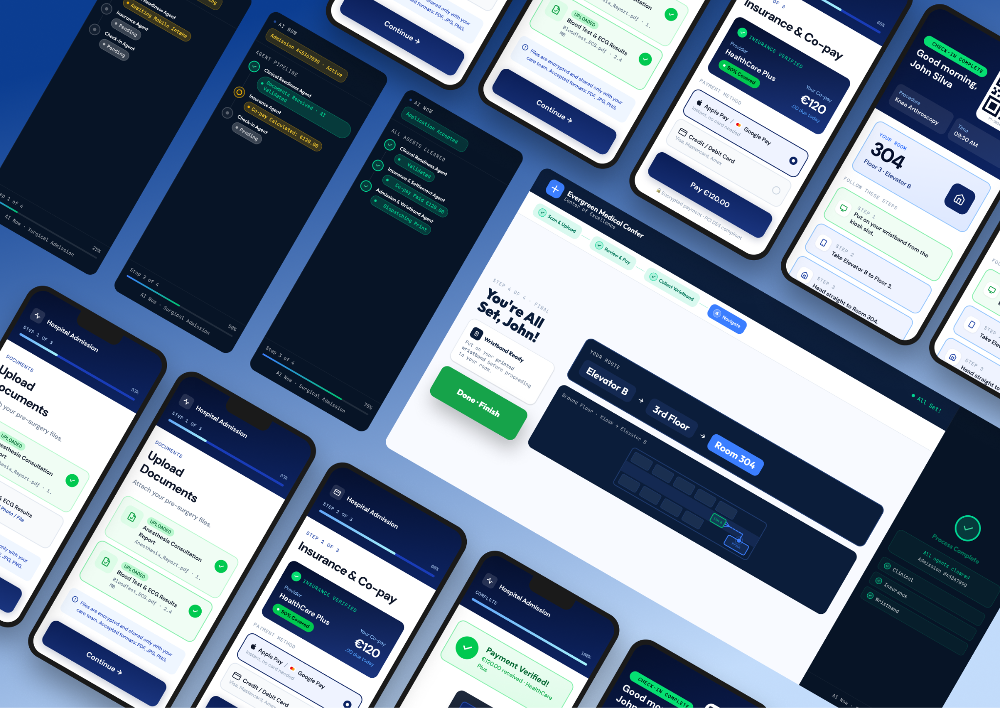 Readiness Agent
Awaiting Mobile Intake
Insurance Agent
Pending
Check-in Agent
Pending
1 of 4
25%
AI Now · Surgical Admission
AI NOW
Admission #45367890 · Active
AGENT PIPELINE
Clinical Readiness Agent
Documents Received · AI
Validated
Insurance Agent
Co-pay Calculated: €120.00
Check-in Agent
Pending
Step 2 of 4
50%
AI Now · Surgical Admission
AI NOW
Application Accepted
ALL AGENTS CLEARED
Clinical Readiness Agent
Validated
Insurance & Settlement Agent
Co-pay Paid €120.00
Admission & Wristband Agent
Dispatching Print
Step 3 of 4
75%
AI Now · Surgical Admission
shared only with your
formats: PDF, JPG, PNG.
Continue →
UPLOADED
Blood Test & ECG Results
BloodTest_ECG.pdf · 2.4
MB
Files are encrypted and shared only with your
care team. Accepted formats: PDF, JPG, PNG.
Continue →
OF 3
66%
Insurance & Co-pay
INSURANCE VERIFIED
Provider
HealthCare Plus
90% Covered
Your Co-pay
€120
.00 due today
PAYMENT METHOD
Apple Pay / Google Pay
Instant, no card needed
Credit / Debit Card
Visa, Mastercard, Amex
Pay €120.00
Encrypted payment · PCI DSS compliant
CHECK-IN COMPLETE
Good morning,
John Silva
Procedure
Knee Arthroscopy
Time
09:30 AM
YOUR ROOM
304
Floor 3 · Elevator B
FOLLOW THESE STEPS
STEP 1
Put on your wristband from the
kiosk slot.
STEP 2
Take Elevator B to Floor 3.
STEP 3
Head straight to Room 304.
STEP 3
Head straight to
Evergreen Medical Center
Center of Excellence
Scan & Upload
Review & Pay
Collect Wristband
4 Navigate
All Set!
STEP 4 OF 4 · FINAL
You're All
Set, John!
Wristband Ready
Put on your printed
wristband before proceeding
to your room.
Done · Finish
YOUR ROUTE
Elevator B → 3rd Floor → Room 304
Ground Floor · Kiosk → Elevator B
Elev B
Kiosk
Process Complete
All agents cleared
Admission #45367890
Clinical
Insurance
Wristband
AI Now
Hospital Admission
STEP 1 OF 3
33%
DOCUMENTS
Upload
Documents
your pre-surgery files.
UPLOADED
Anesthesia Consultation
& ECG Results
Photo / File
only with your
JPG, PNG.
Hospital Admission
STEP 1 OF 3
33%
DOCUMENTS
Upload
Documents
Attach your pre-surgery files.
UPLOADED
Anesthesia Consultation
Report
Anesthesia_Report.pdf · 1.
UPLOADED
Blood Test & ECG Results
BloodTest_ECG.pdf · 2.4
MB
Files are encrypted and shared only with your
care team. Accepted formats: PDF, JPG, PNG.
Continue →
Hospital Admission
STEP 2 OF 3
66%
STEP 2 OF 3
Insurance & Co-pay
INSURANCE VERIFIED
Provider
HealthCare Plus
90% Covered
Your Co-pay
€120
.00 due today
PAYMENT METHOD
Apple Pay / Google Pay
Instant, no card needed
Credit / Debit Card
Visa, Mastercard, Amex
Hospital Admission
COMPLETE
100%
Payment Verified!
€120.00 received · HealthCare
Plus
CHECK-IN COMPLETE
Good
John